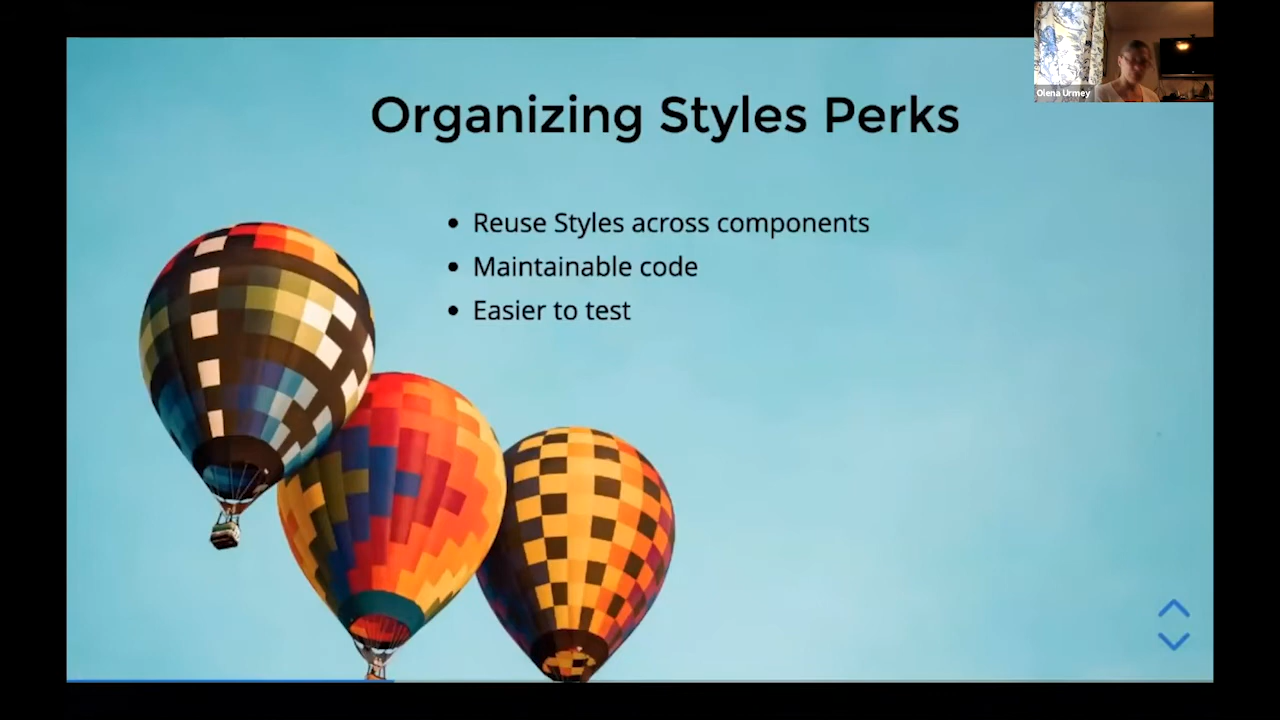 Organizing Styles Perks
Olena Urmey
Reuse Styles across components
Maintainable code
Easier to test